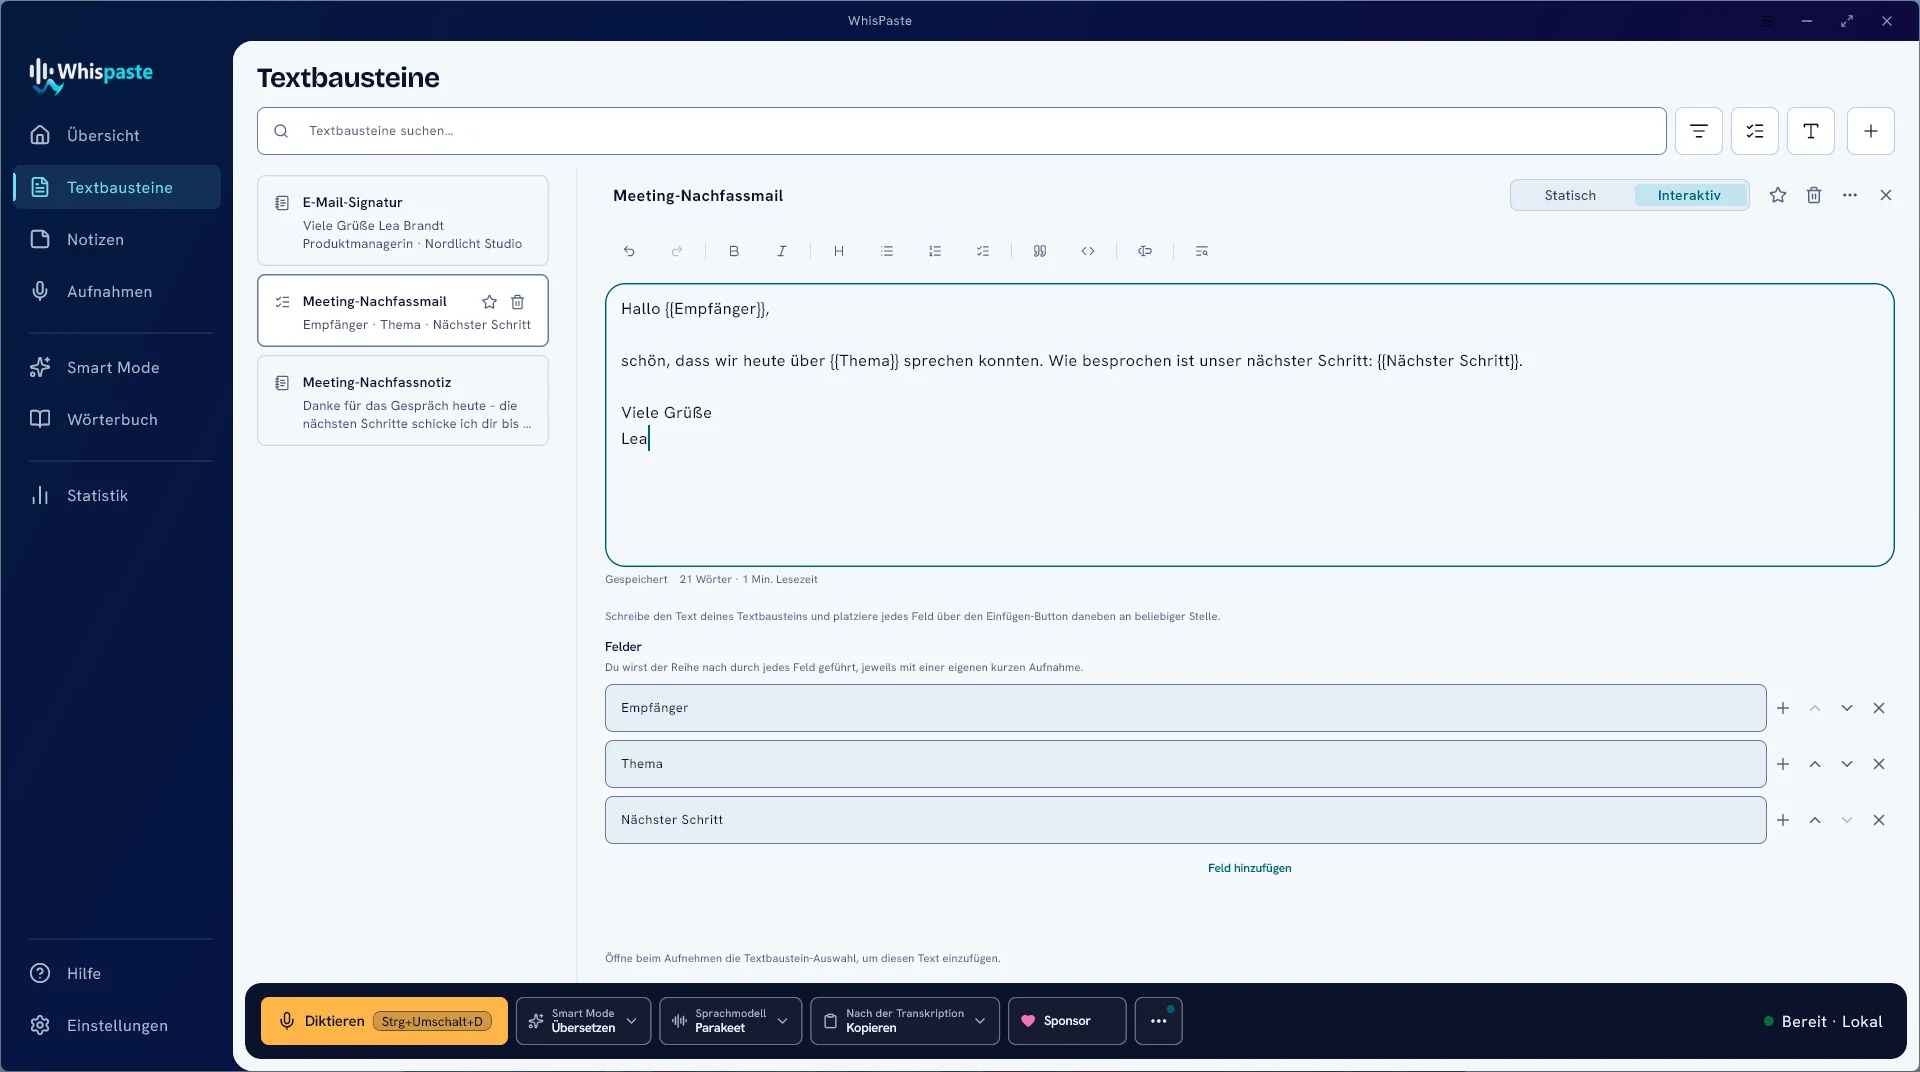 WhisPaste
Whispaste
Übersicht
Textbausteine
Notizen
Aufnahmen
Smart Mode
Wörterbuch
Statistik
Hilfe
Einstellungen
Textbausteine
Textbausteine suchen...
E-Mail-Signatur
Viele Grüße Lea Brandt
Produktmanagerin · Nordlicht Studio
Meeting-Nachfassmail
Empfänger · Thema · Nächster Schritt
Meeting-Nachfassnotiz
Danke für das Gespräch heute – die
nächsten Schritte schicke ich dir bis ...
Meeting-Nachfassmail
Statisch
Interaktiv
Hallo {{Empfänger}},
schön, dass wir heute über {{Thema}} sprechen konnten. Wie besprochen ist unser nächster Schritt: {{Nächster Schritt}}.
Viele Grüße
Lea
Gespeichert 21 Wörter · 1 Min. Lesezeit
Schreibe den Text deines Textbausteins und platziere jedes Feld über den Einfügen-Button daneben an beliebiger Stelle.
Felder
Du wirst der Reihe nach durch jedes Feld geführt, jeweils mit einer eigenen kurzen Aufnahme.
Empfänger
Thema
Nächster Schritt
Feld hinzufügen
Öffne beim Aufnehmen die Textbaustein-Auswahl, um diesen Text einzufügen.
Diktieren Strg+Umschalt+D
Smart Mode
Übersetzen
Sprachmodell
Parakeet
Nach der Transkription
Kopieren
Sponsor
Bereit · Lokal